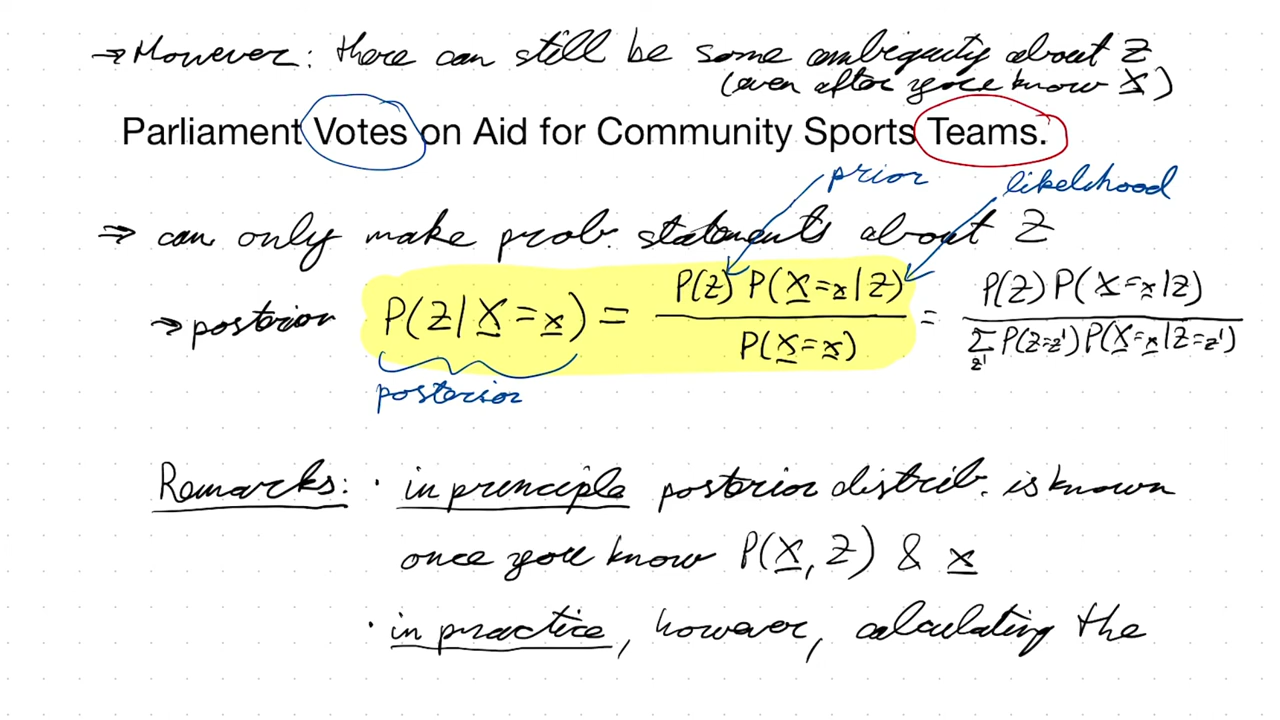 → However: there can still be some ambiguity about Z
(even after you know X)
Parliament Votes on Aid for Community Sports Teams.
prior
likelihood
⇒ can only make prob. statements about Z
→ posterior P(Z|X=x) = P(Z) P(X=x|Z) / P(X=x) = P(Z) P(X=x|Z) / Σz' P(Z=z') P(X=x|Z=z')
posterior
Remarks: · in principle posterior distrib. is known
once you know P(X, Z) & x
· in practice, however, calculating the